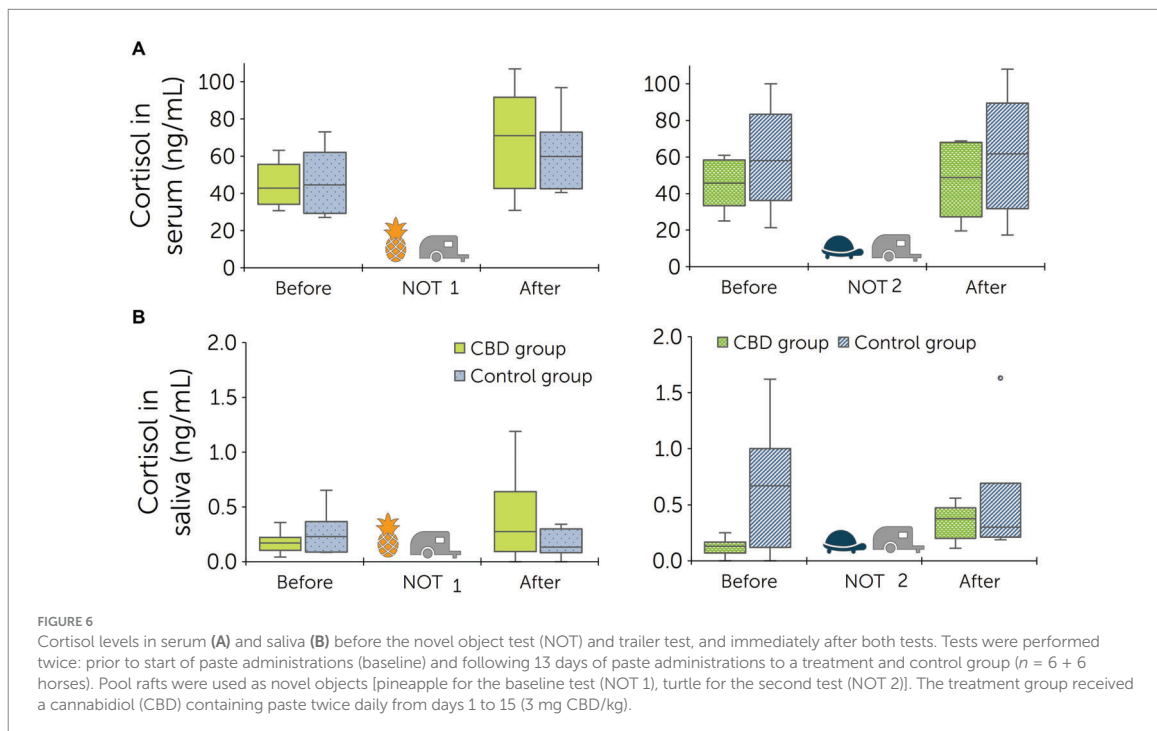 A
Cortisol in
serum (ng/mL)
100
80
60
40
20
0
Before
NOT 1
After
100
80
60
40
20
0
Before
NOT 2
After
B
Cortisol in
saliva (ng/mL)
2.0
1.5
1.0
0.5
0.0
CBD group
Control group
Before
NOT 1
After
2.0
1.5
1.0
0.5
0.0
CBD group
Control group
Before
NOT 2
After
FIGURE 6
Cortisol levels in serum (A) and saliva (B) before the novel object test (NOT) and trailer test, and immediately after both tests. Tests were performed
twice: prior to start of paste administrations (baseline) and following 13 days of paste administrations to a treatment and control group (n = 6 + 6
horses). Pool rafts were used as novel objects [pineapple for the baseline test (NOT 1), turtle for the second test (NOT 2)]. The treatment group received
a cannabidiol (CBD) containing paste twice daily from days 1 to 15 (3 mg CBD/kg).